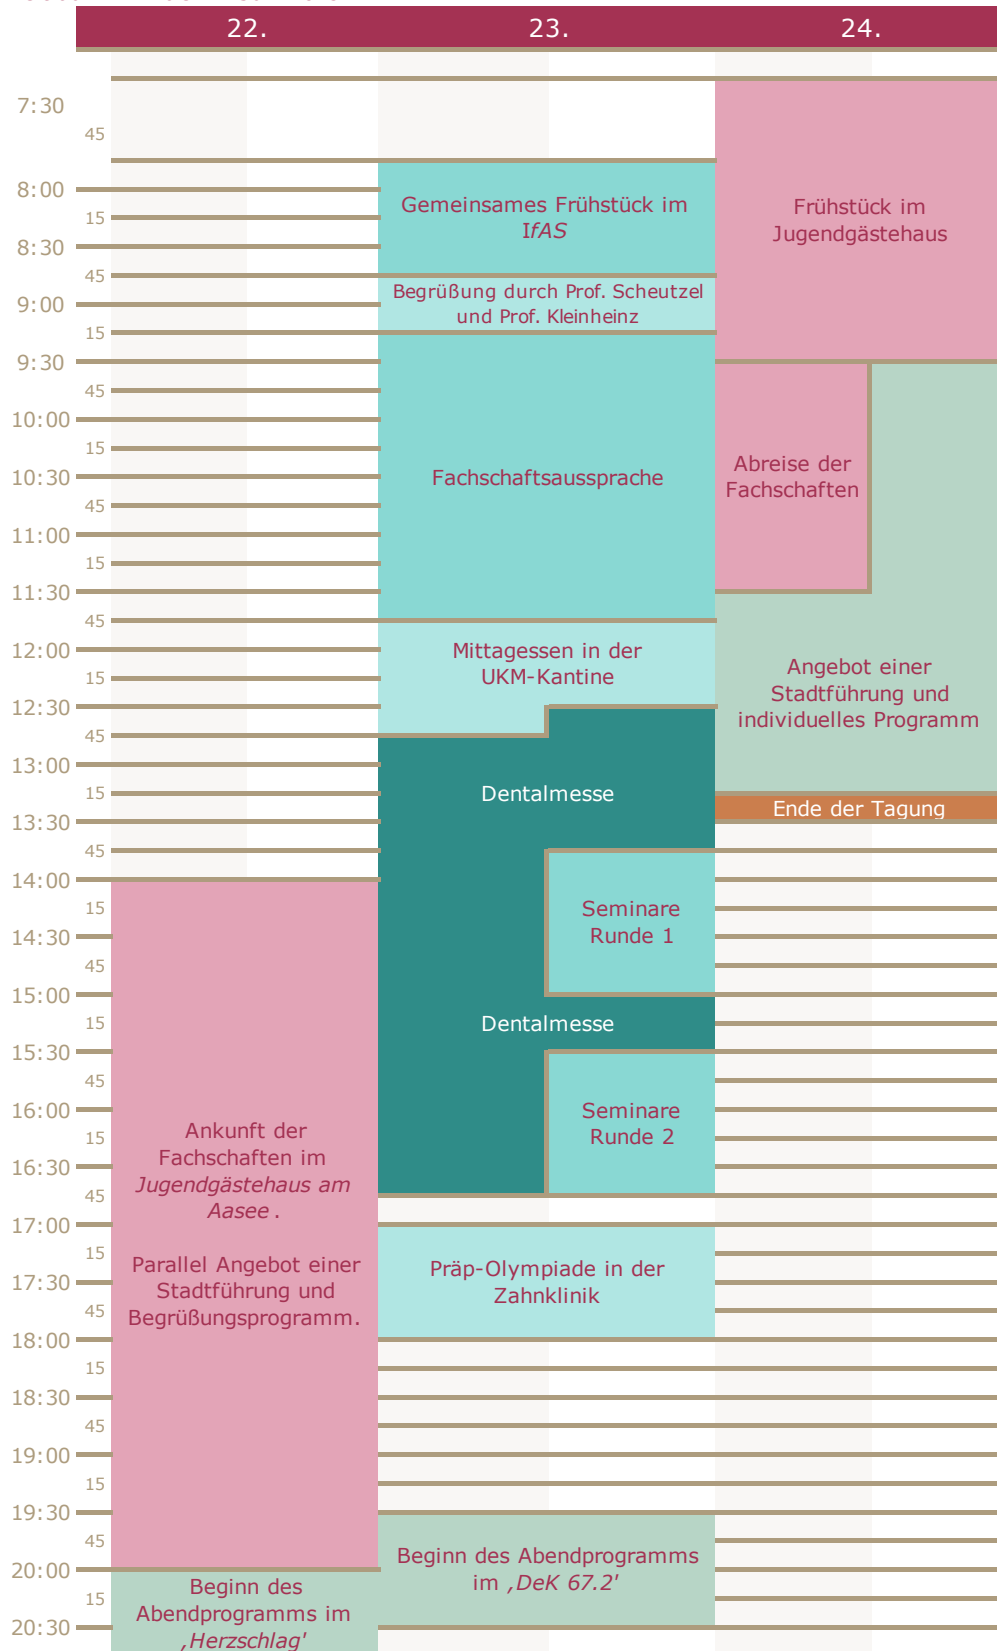 22.
23.
24.
7:30
45
8:00
15
8:30
45
9:00
15
9:30
45
10:00
15
10:30
45
11:00
15
11:30
45
12:00
15
12:30
45
13:00
15
13:30
45
14:00
15
14:30
45
15:00
15
15:30
45
16:00
15
16:30
45
17:00
15
17:30
45
18:00
15
18:30
45
19:00
15
19:30
45
20:00
15
20:30
Ankunft der
Fachschaften im
Jugendgästehaus am
Aasee .
Parallel Angebot einer
Stadtführung und
Begrüßungsprogramm.
Beginn des
Abendprogramms im
‚Herzschlag'
Gemeinsames Frühstück im
IfAS
Begrüßung durch Prof. Scheutzel
und Prof. Kleinheinz
Fachschaftsaussprache
Mittagessen in der
UKM-Kantine
Dentalmesse
Seminare
Runde 1
Dentalmesse
Seminare
Runde 2
Präp-Olympiade in der
Zahnklinik
Beginn des Abendprogramms
im ‚DeK 67.2'
Frühstück im
Jugendgästehaus
Abreise der
Fachschaften
Angebot einer
Stadtführung und
individuelles Programm
Ende der Tagung